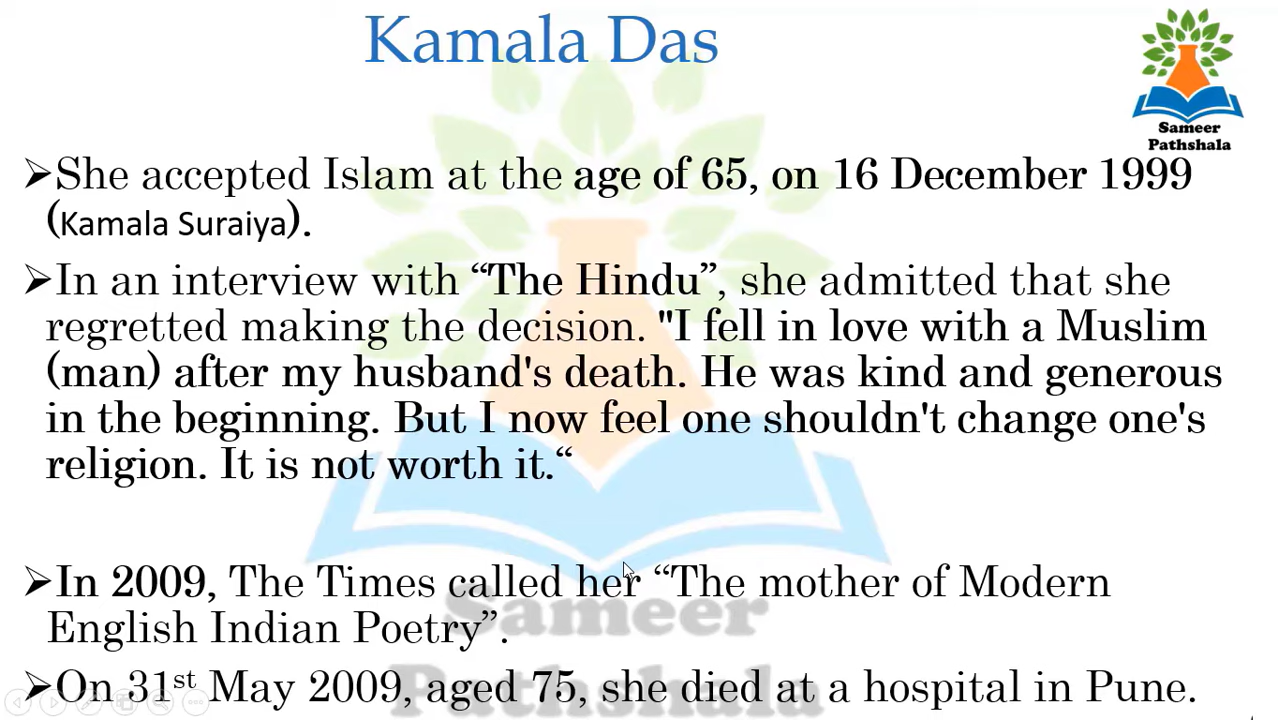 Kamala Das
Sameer
Pathshala
➢She accepted Islam at the age of 65, on 16 December 1999
(Kamala Suraiya).
➢In an interview with “The Hindu”, she admitted that she
regretted making the decision. "I fell in love with a Muslim
(man) after my husband's death. He was kind and generous
in the beginning. But I now feel one shouldn't change one's
religion. It is not worth it.“
➢In 2009, The Times called her “The mother of Modern
English Indian Poetry”.
➢On 31st May 2009, aged 75, she died at a hospital in Pune.
Sameer
Pathshala